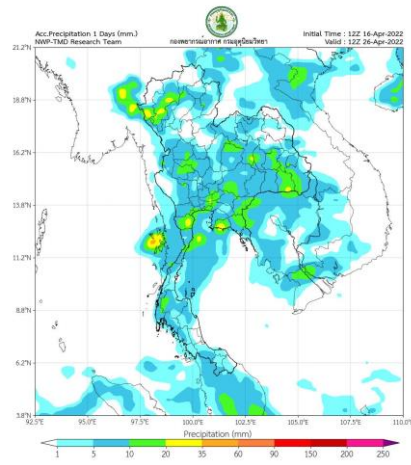 Acc.Precipitation 1 Days (mm.)
NWP-TMD Research Team
กองพยากรณ์อากาศ กรมอุตุนิยมวิทยา
Initial Time : 12Z 16-Apr-2022
Valid : 12Z 26-Apr-2022
21.2°N
18.8°N
16.2°N
13.8°N
11.2°N
8.8°N
6.2°N
3.8°N
92.5°E 95.0°E 97.5°E 100.0°E 102.5°E 105.0°E 107.5°E 110.0°E
Precipitation (mm)
1 5 10 20 35 60 90 150 200 250